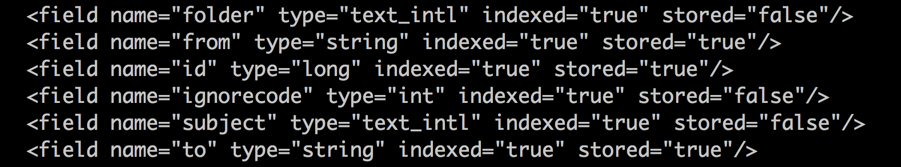 <field name="folder" type="text_intl" indexed="true" stored="false"/>
<field name="from" type="string" indexed="true" stored="true"/>
<field name="id" type="long" indexed="true" stored="true"/>
<field name="ignorecode" type="int" indexed="true" stored="false"/>
<field name="subject" type="text_intl" indexed="true" stored="false"/>
<field name="to" type="string" indexed="true" stored="true"/>